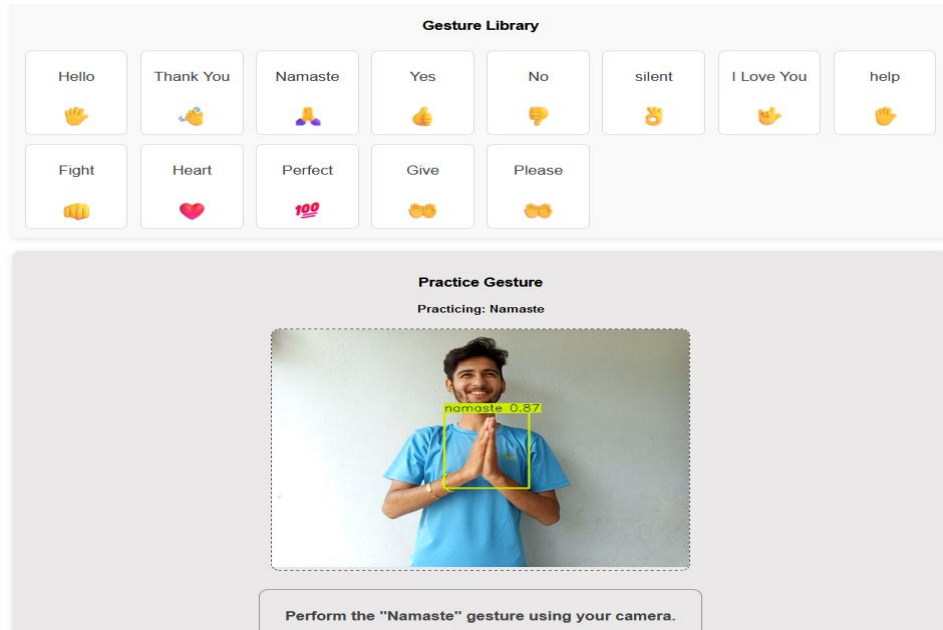 Gesture Library
Hello Thank You Namaste Yes No silent I Love You help
Fight Heart Perfect Give Please
100
Practice Gesture
Practicing: Namaste
namaste 0.87
Perform the "Namaste" gesture using your camera.